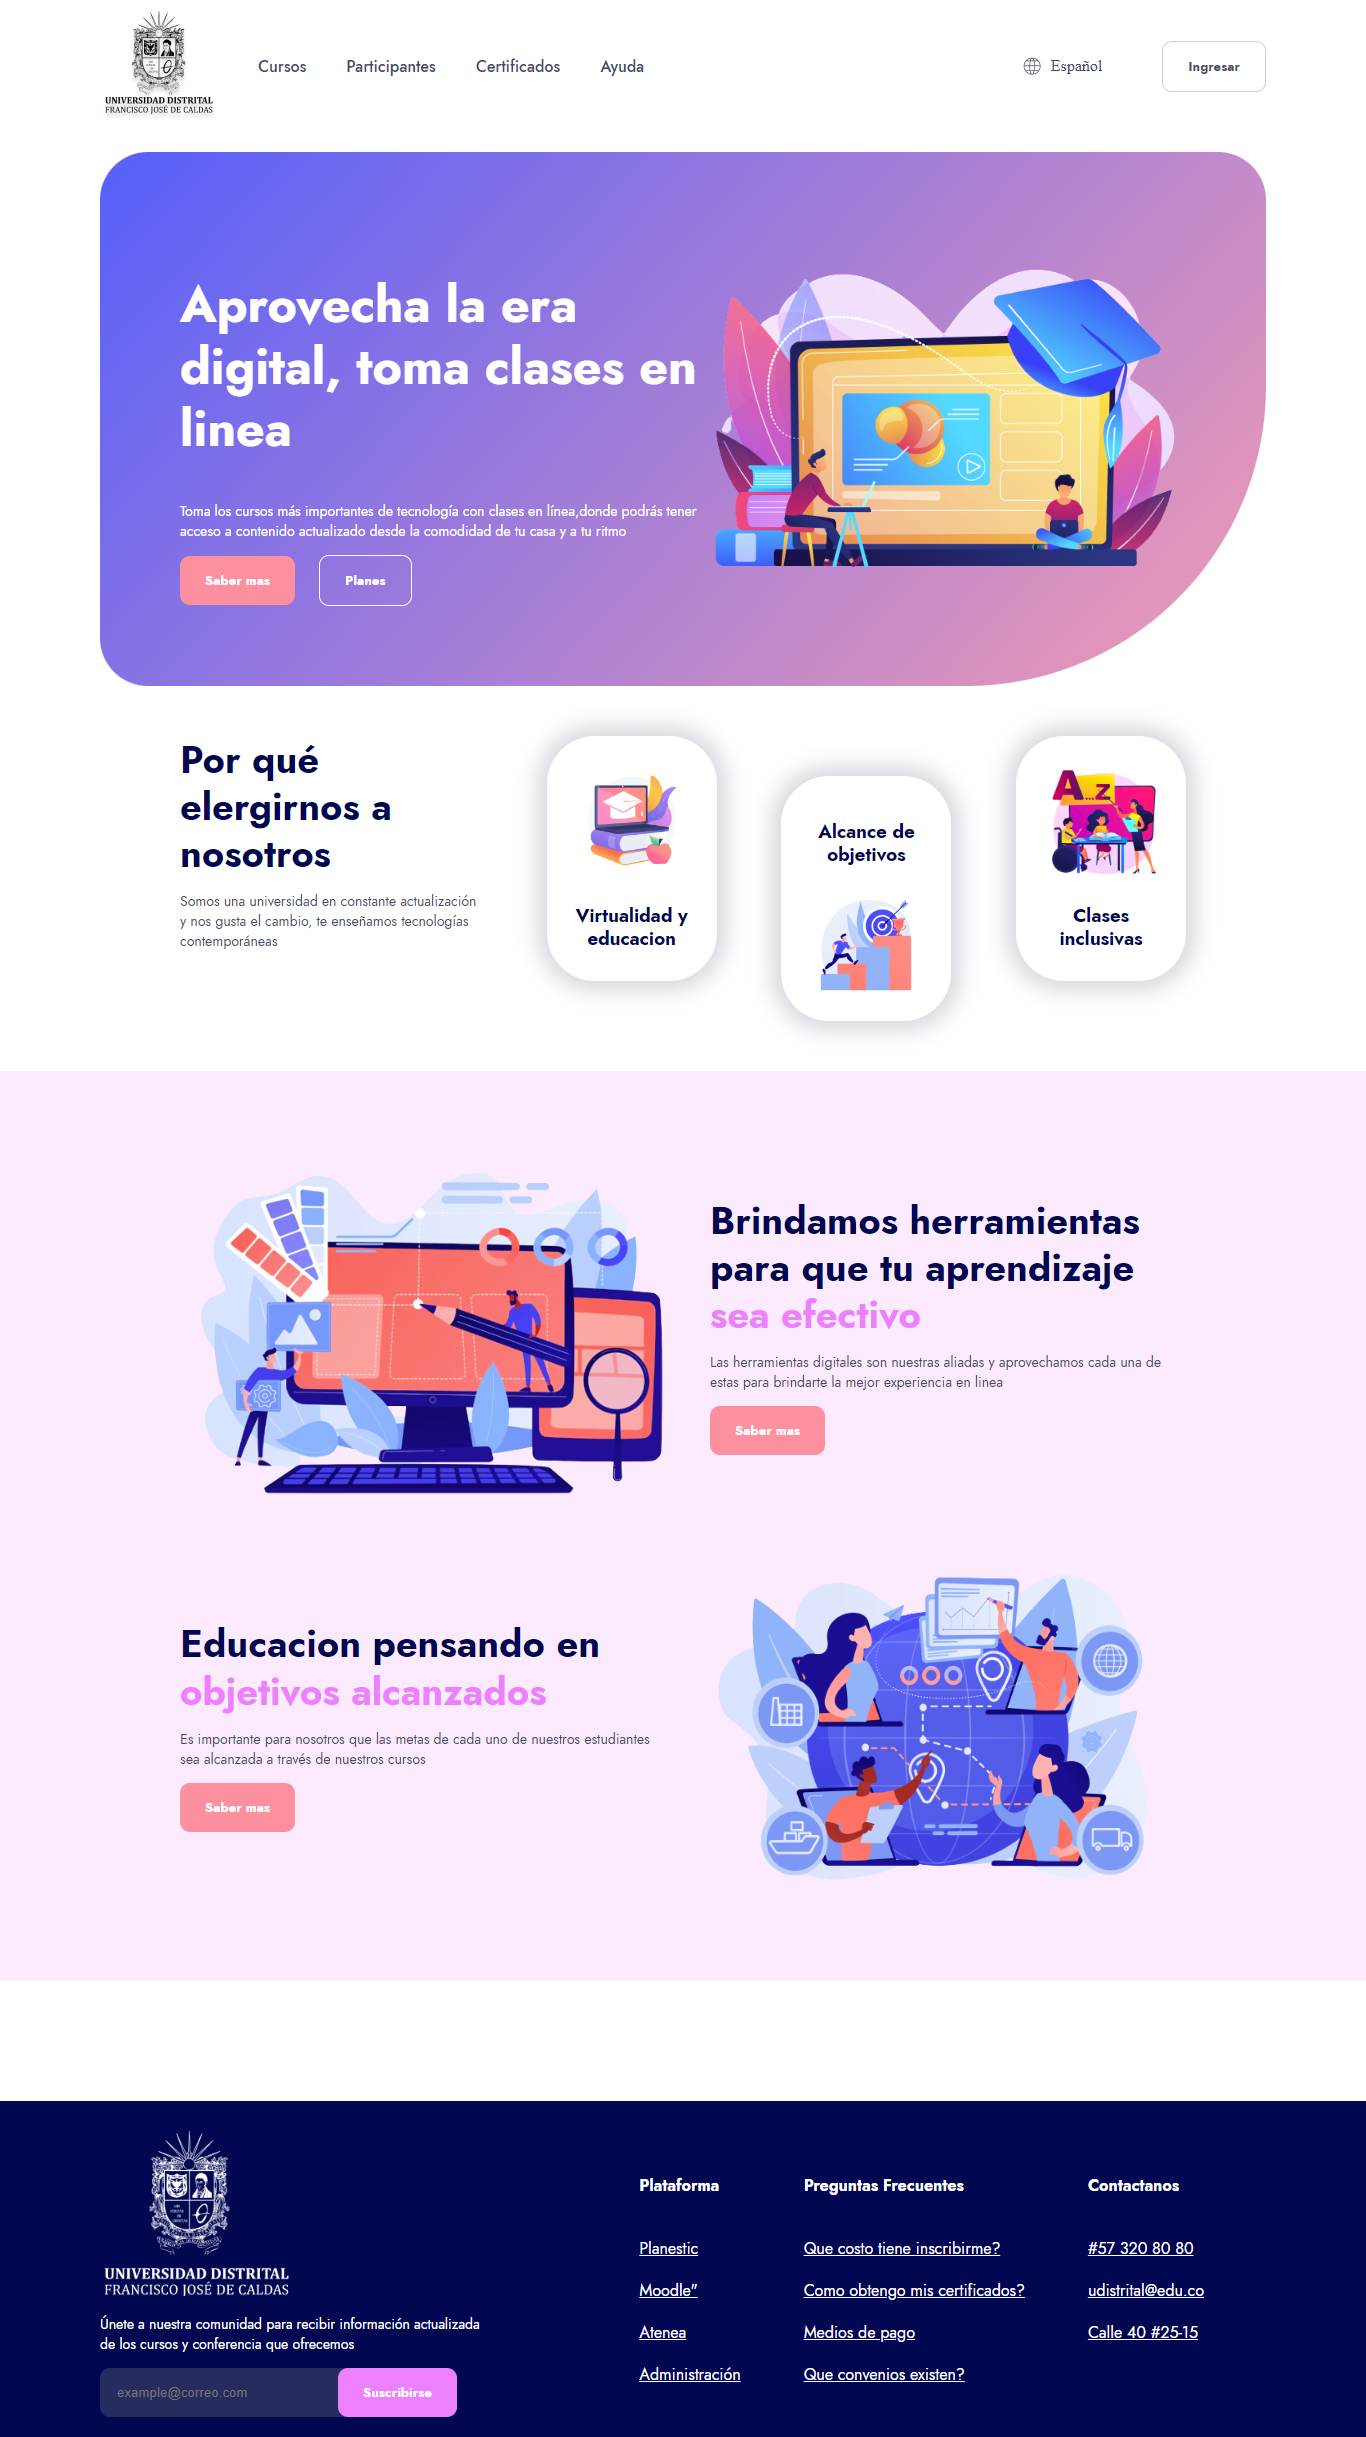 UNIVERSIDAD DISTRITAL
FRANCISCO JOSÉ DE CALDAS
Cursos
Participantes
Certificados
Ayuda
Español
Ingresar
Aprovecha la era
digital, toma clases en
linea
Toma los cursos más importantes de tecnología con clases en línea,donde podrás tener
acceso a contenido actualizado desde la comodidad de tu casa y a tu ritmo
Saber mas
Planes
Por qué
elergirnos a
nosotros
Somos una universidad en constante actualización
y nos gusta el cambio, te enseñamos tecnologías
contemporáneas
Virtualidad y
educacion
Alcance de
objetivos
A...z
Clases
inclusivas
Brindamos herramientas
para que tu aprendizaje
sea efectivo
Las herramientas digitales son nuestras aliadas y aprovechamos cada una de
estas para brindarte la mejor experiencia en linea
Saber mas
Educacion pensando en
objetivos alcanzados
Es importante para nosotros que las metas de cada uno de nuestros estudiantes
sea alcanzada a través de nuestros cursos
Saber mas
UNIVERSIDAD DISTRITAL
FRANCISCO JOSÉ DE CALDAS
Únete a nuestra comunidad para recibir información actualizada
de los cursos y conferencia que ofrecemos
example@correo.com
Suscribirse
Plataforma
Planestic
Moodle"
Atenea
Administración
Preguntas Frecuentes
Que costo tiene inscribirme?
Como obtengo mis certificados?
Medios de pago
Que convenios existen?
Contactanos
#57 320 80 80
udistrital@edu.co
Calle 40 #25-15